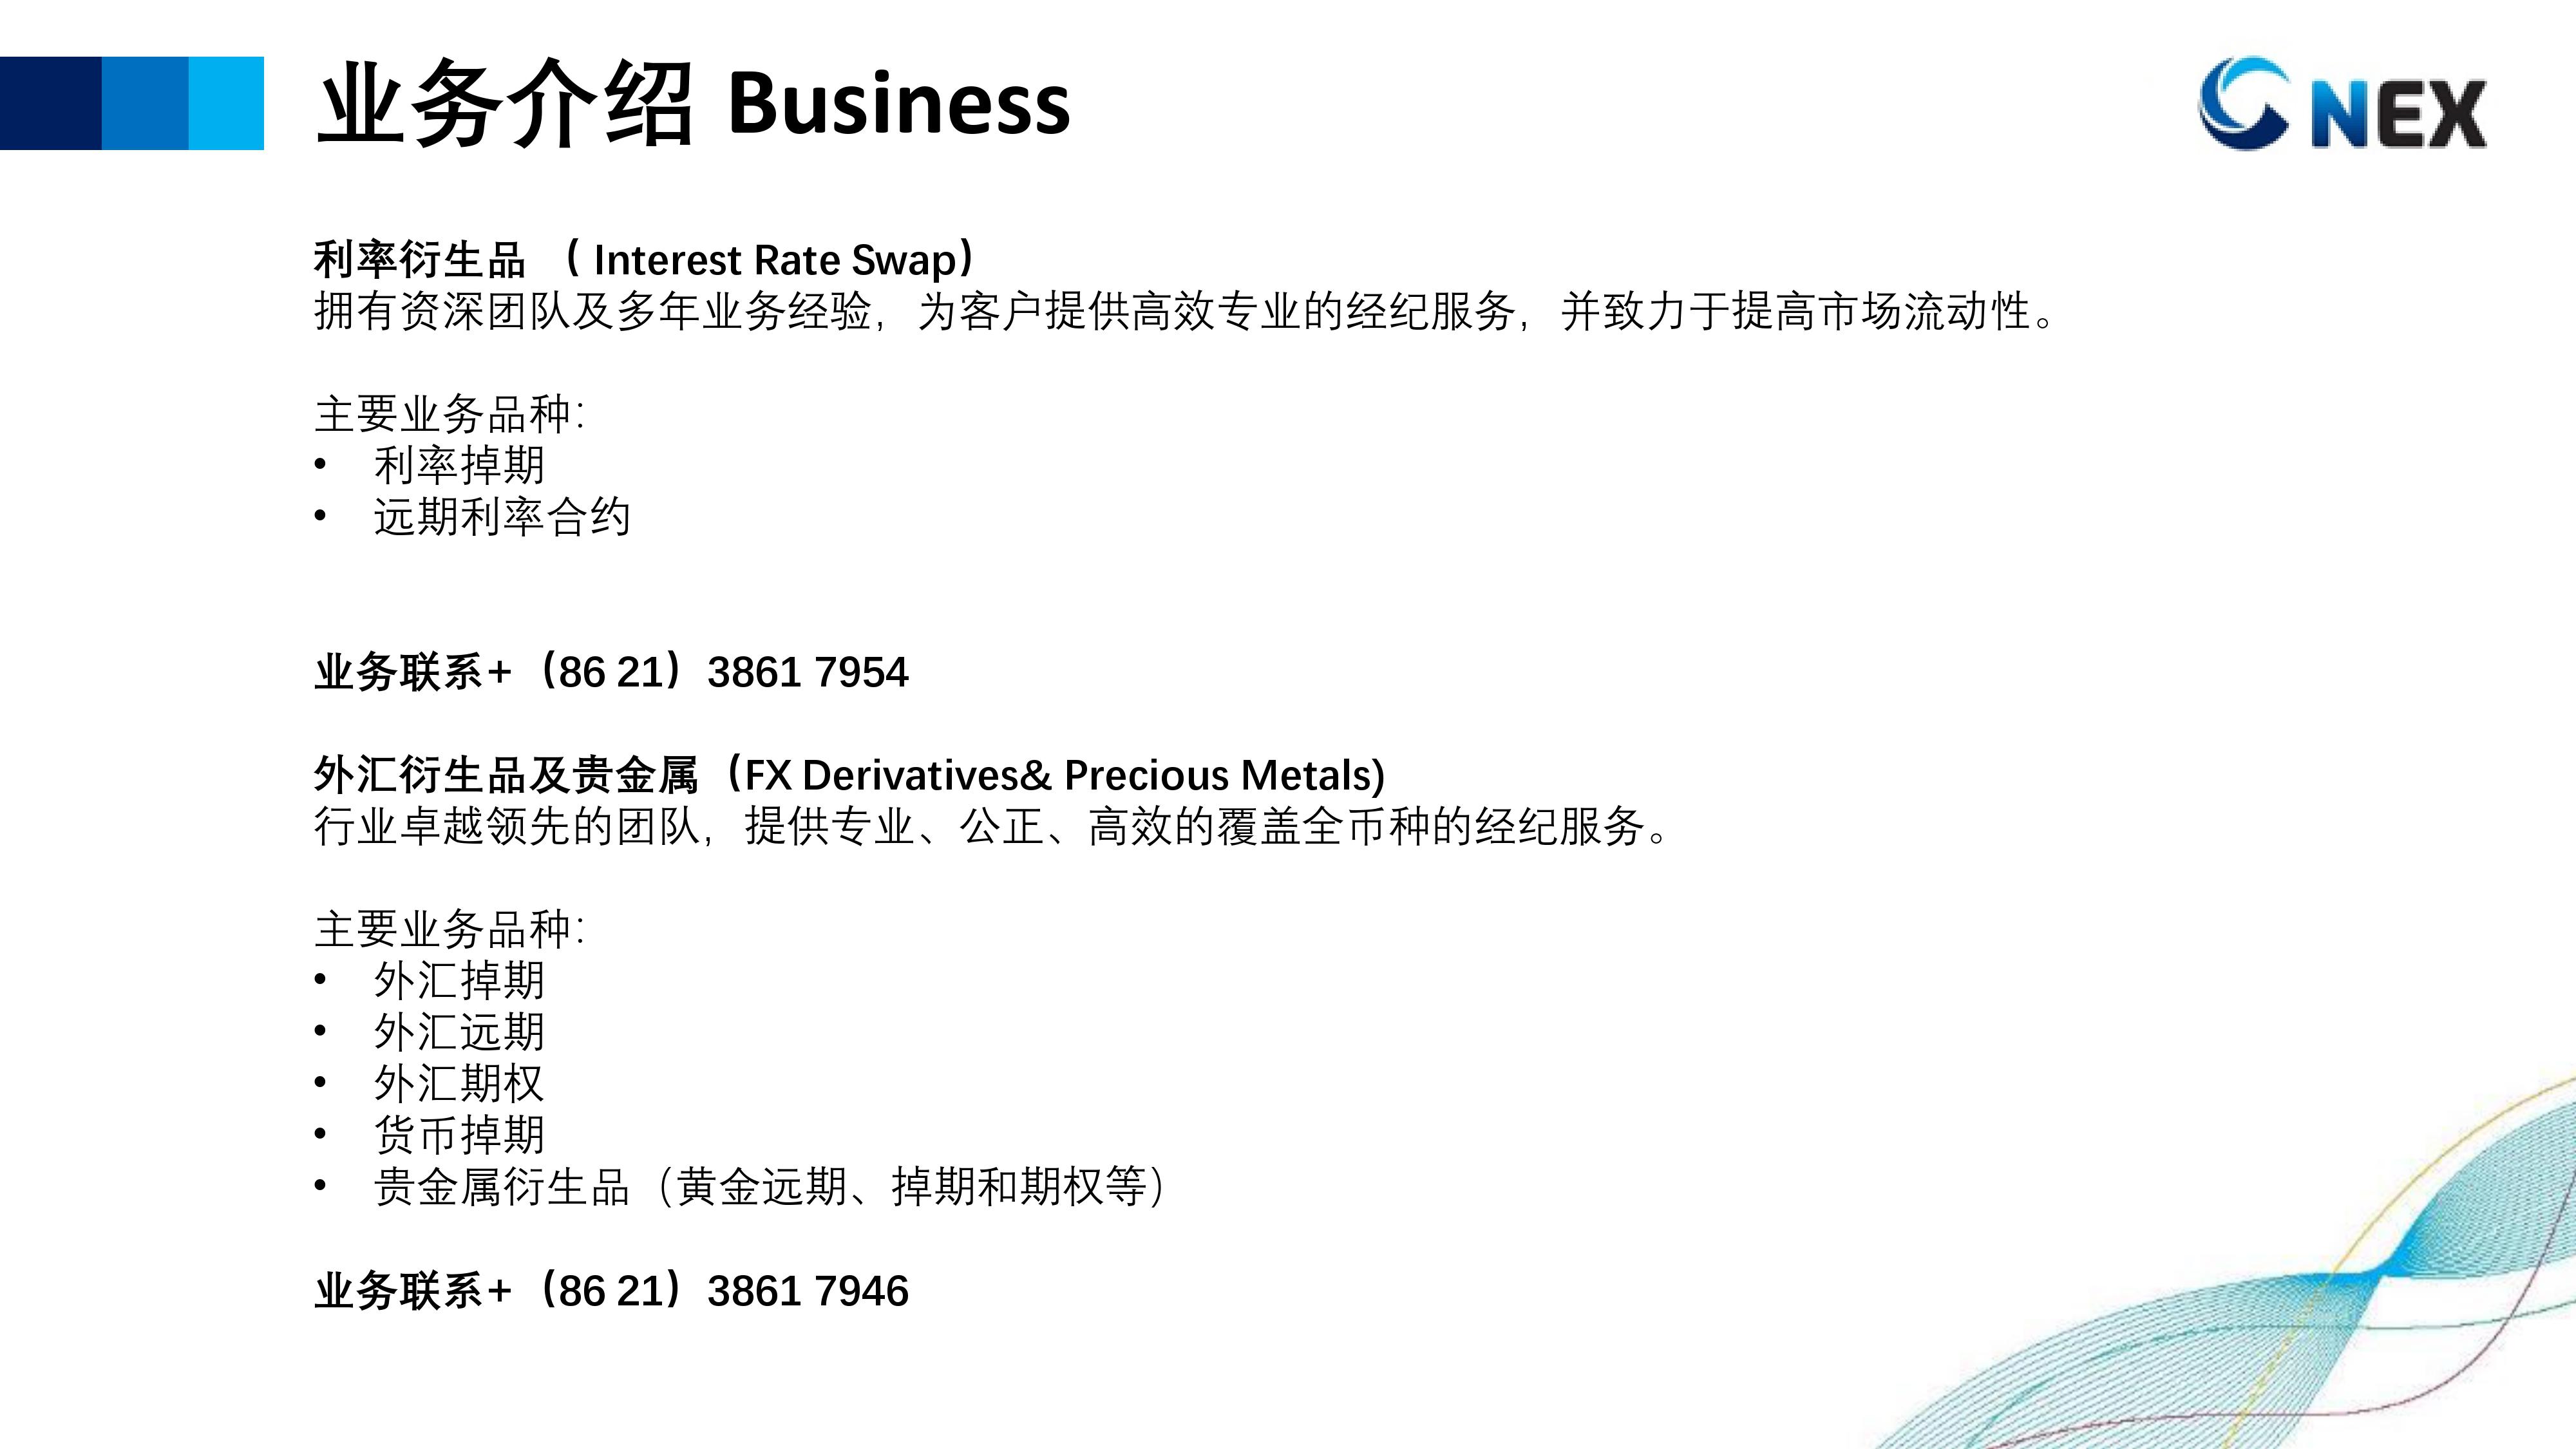 业务介绍 Business
NEX
利率衍生品 （ Interest Rate Swap）
拥有资深团队及多年业务经验，为客户提供高效专业的经纪服务，并致力于提高市场流动性。
主要业务品种：
• 利率掉期
• 远期利率合约
业务联系+（86 21）3861 7954
外汇衍生品及贵金属（FX Derivatives& Precious Metals)
行业卓越领先的团队，提供专业、公正、高效的覆盖全币种的经纪服务。
主要业务品种：
• 外汇掉期
• 外汇远期
• 外汇期权
• 货币掉期
• 贵金属衍生品（黄金远期、掉期和期权等）
业务联系+（86 21）3861 7946